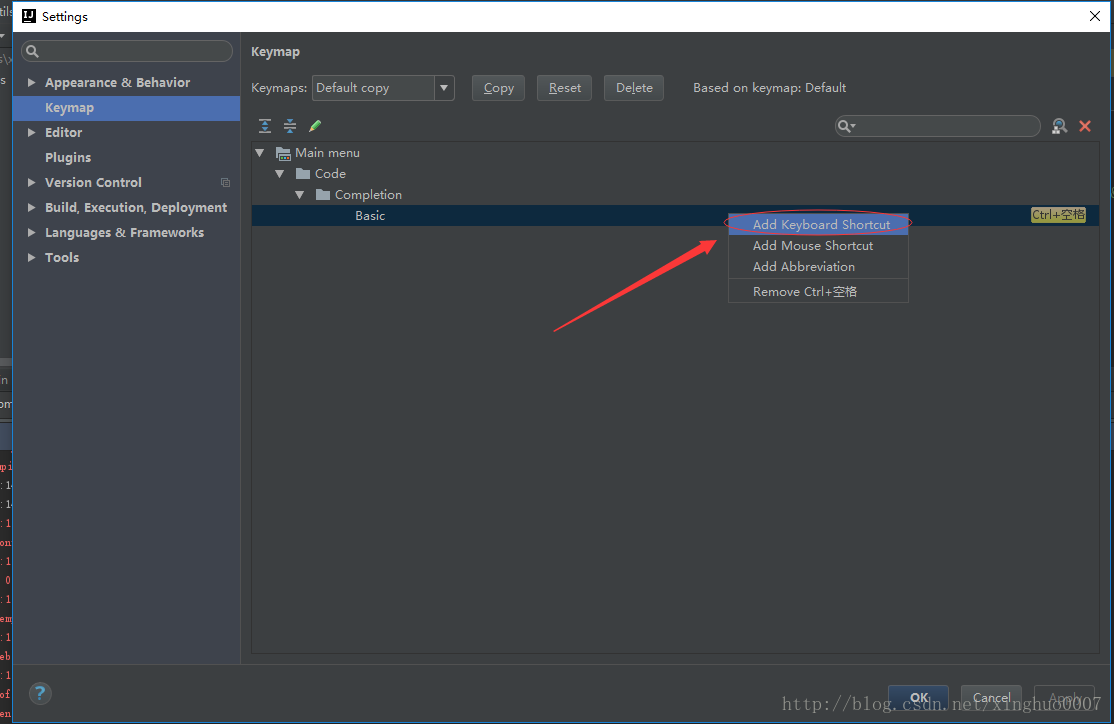 Settings
Keymap
Appearance & Behavior
Keymap
Editor
Plugins
Version Control
Build, Execution, Deployment
Languages & Frameworks
Tools
Keymaps: Default copy Copy Reset Delete Based on keymap: Default
Main menu
Code
Completion
Basic Ctrl+空格
Add Keyboard Shortcut
Add Mouse Shortcut
Add Abbreviation
Remove Ctrl+空格
? OK Cancel Apply
http://blog.csdn.net/xinghuo0007